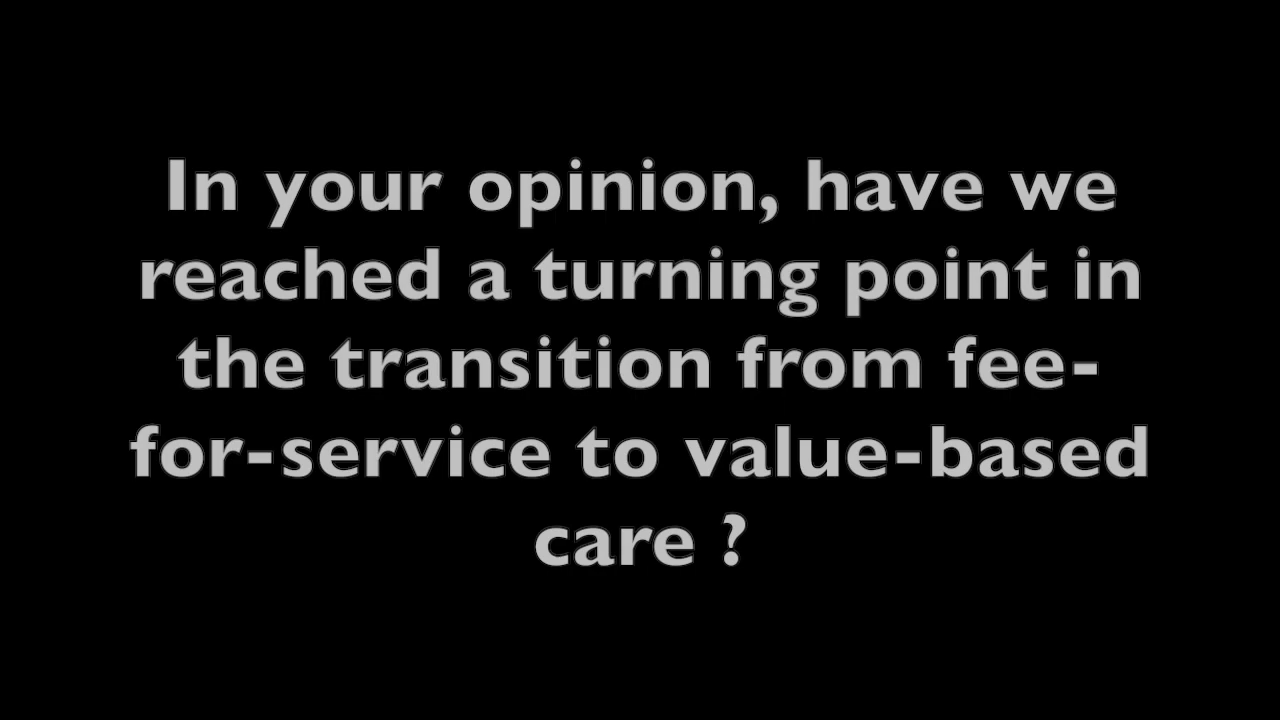 In your opinion, have we
reached a turning point in
the transition from fee-
for-service to value-based
care ?